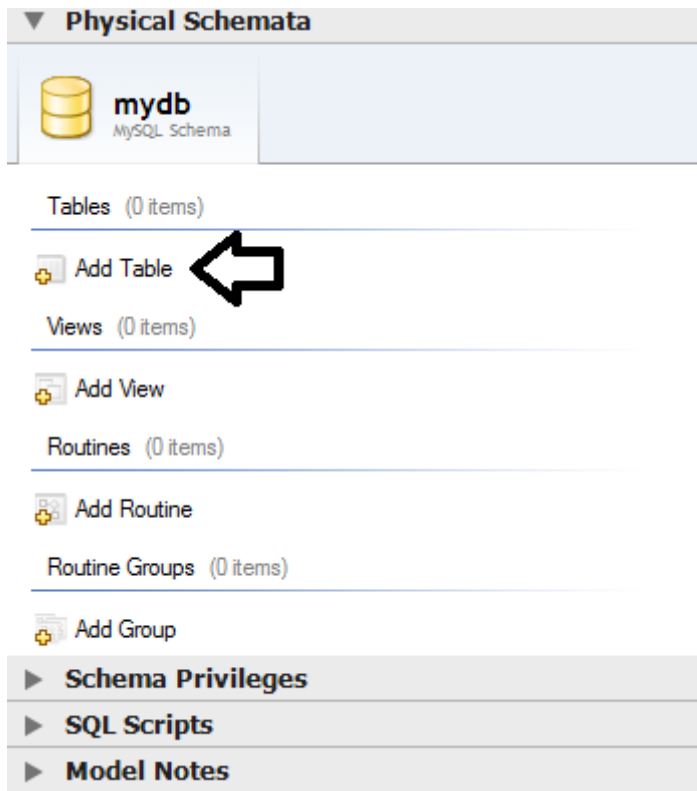 Physical Schemata
mydb
MySQL Schema
Tables (0 items)
Add Table
Views (0 items)
Add View
Routines (0 items)
Add Routine
Routine Groups (0 items)
Add Group
Schema Privileges
SQL Scripts
Model Notes